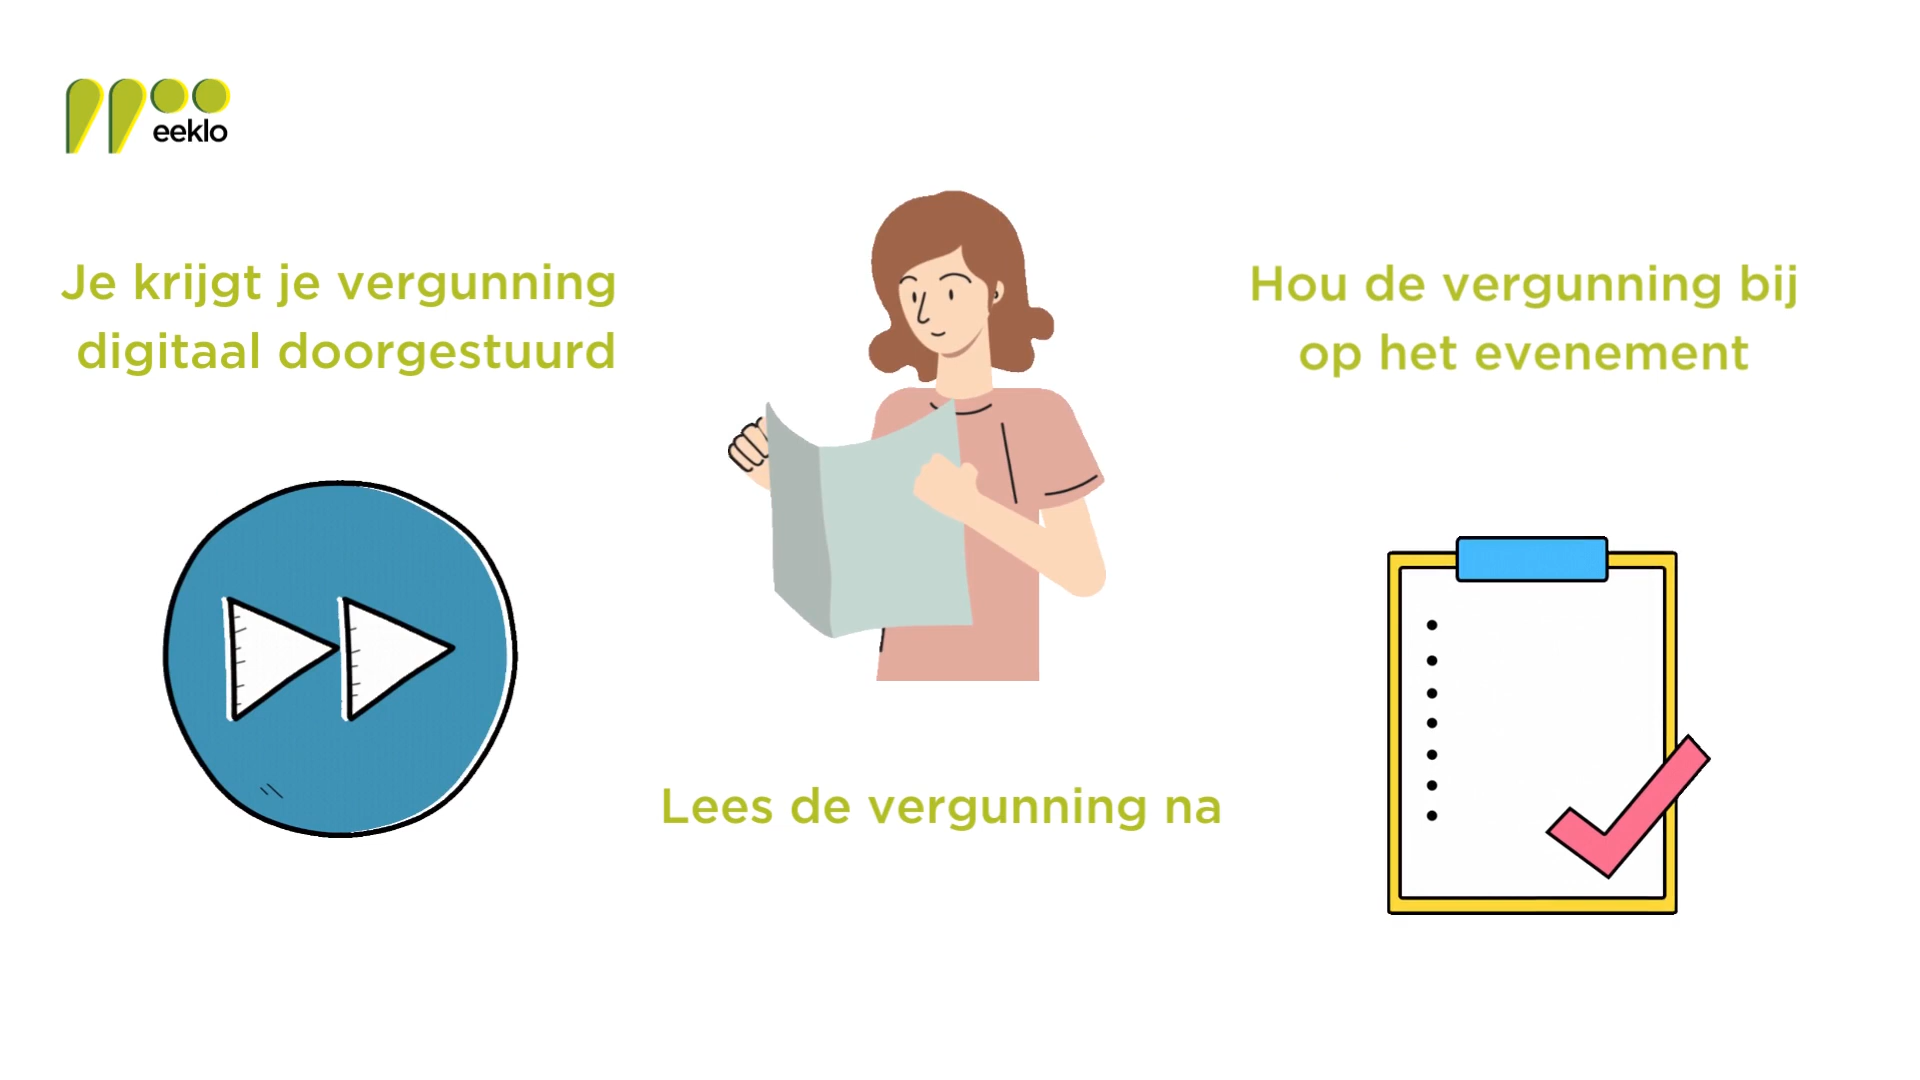 eeklo
Je krijgt je vergunning
digitaal doorgestuurd
Lees de vergunning na
Hou de vergunning bij
op het evenement